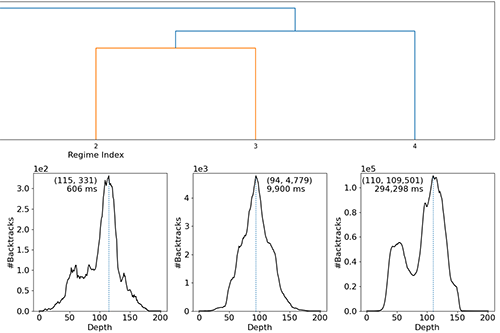 2
3
4
Regime Index
1e2
(115, 331)
606 ms
3.0
2.5
2.0
1.5
1.0
0.5
0.0
#Backtracks
0 50 100 150 200
Depth
1e3
(94, 4,779)
9,900 ms
4
3
2
1
0
#Backtracks
0 50 100 150 200
Depth
1e5
(110, 109,501)
294,298 ms
1.0
0.8
0.6
0.4
0.2
0.0
#Backtracks
0 50 100 150 200
Depth